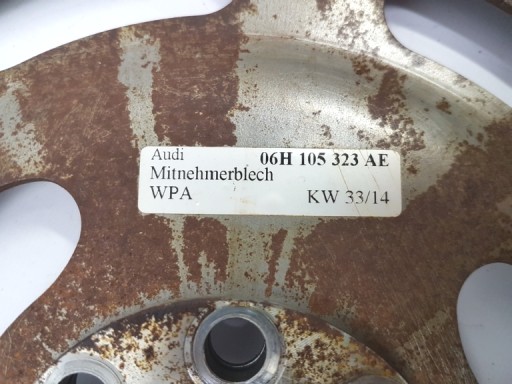 Audi 06H 105 323 AE
Mitnehmerblech
WPA KW 33/14